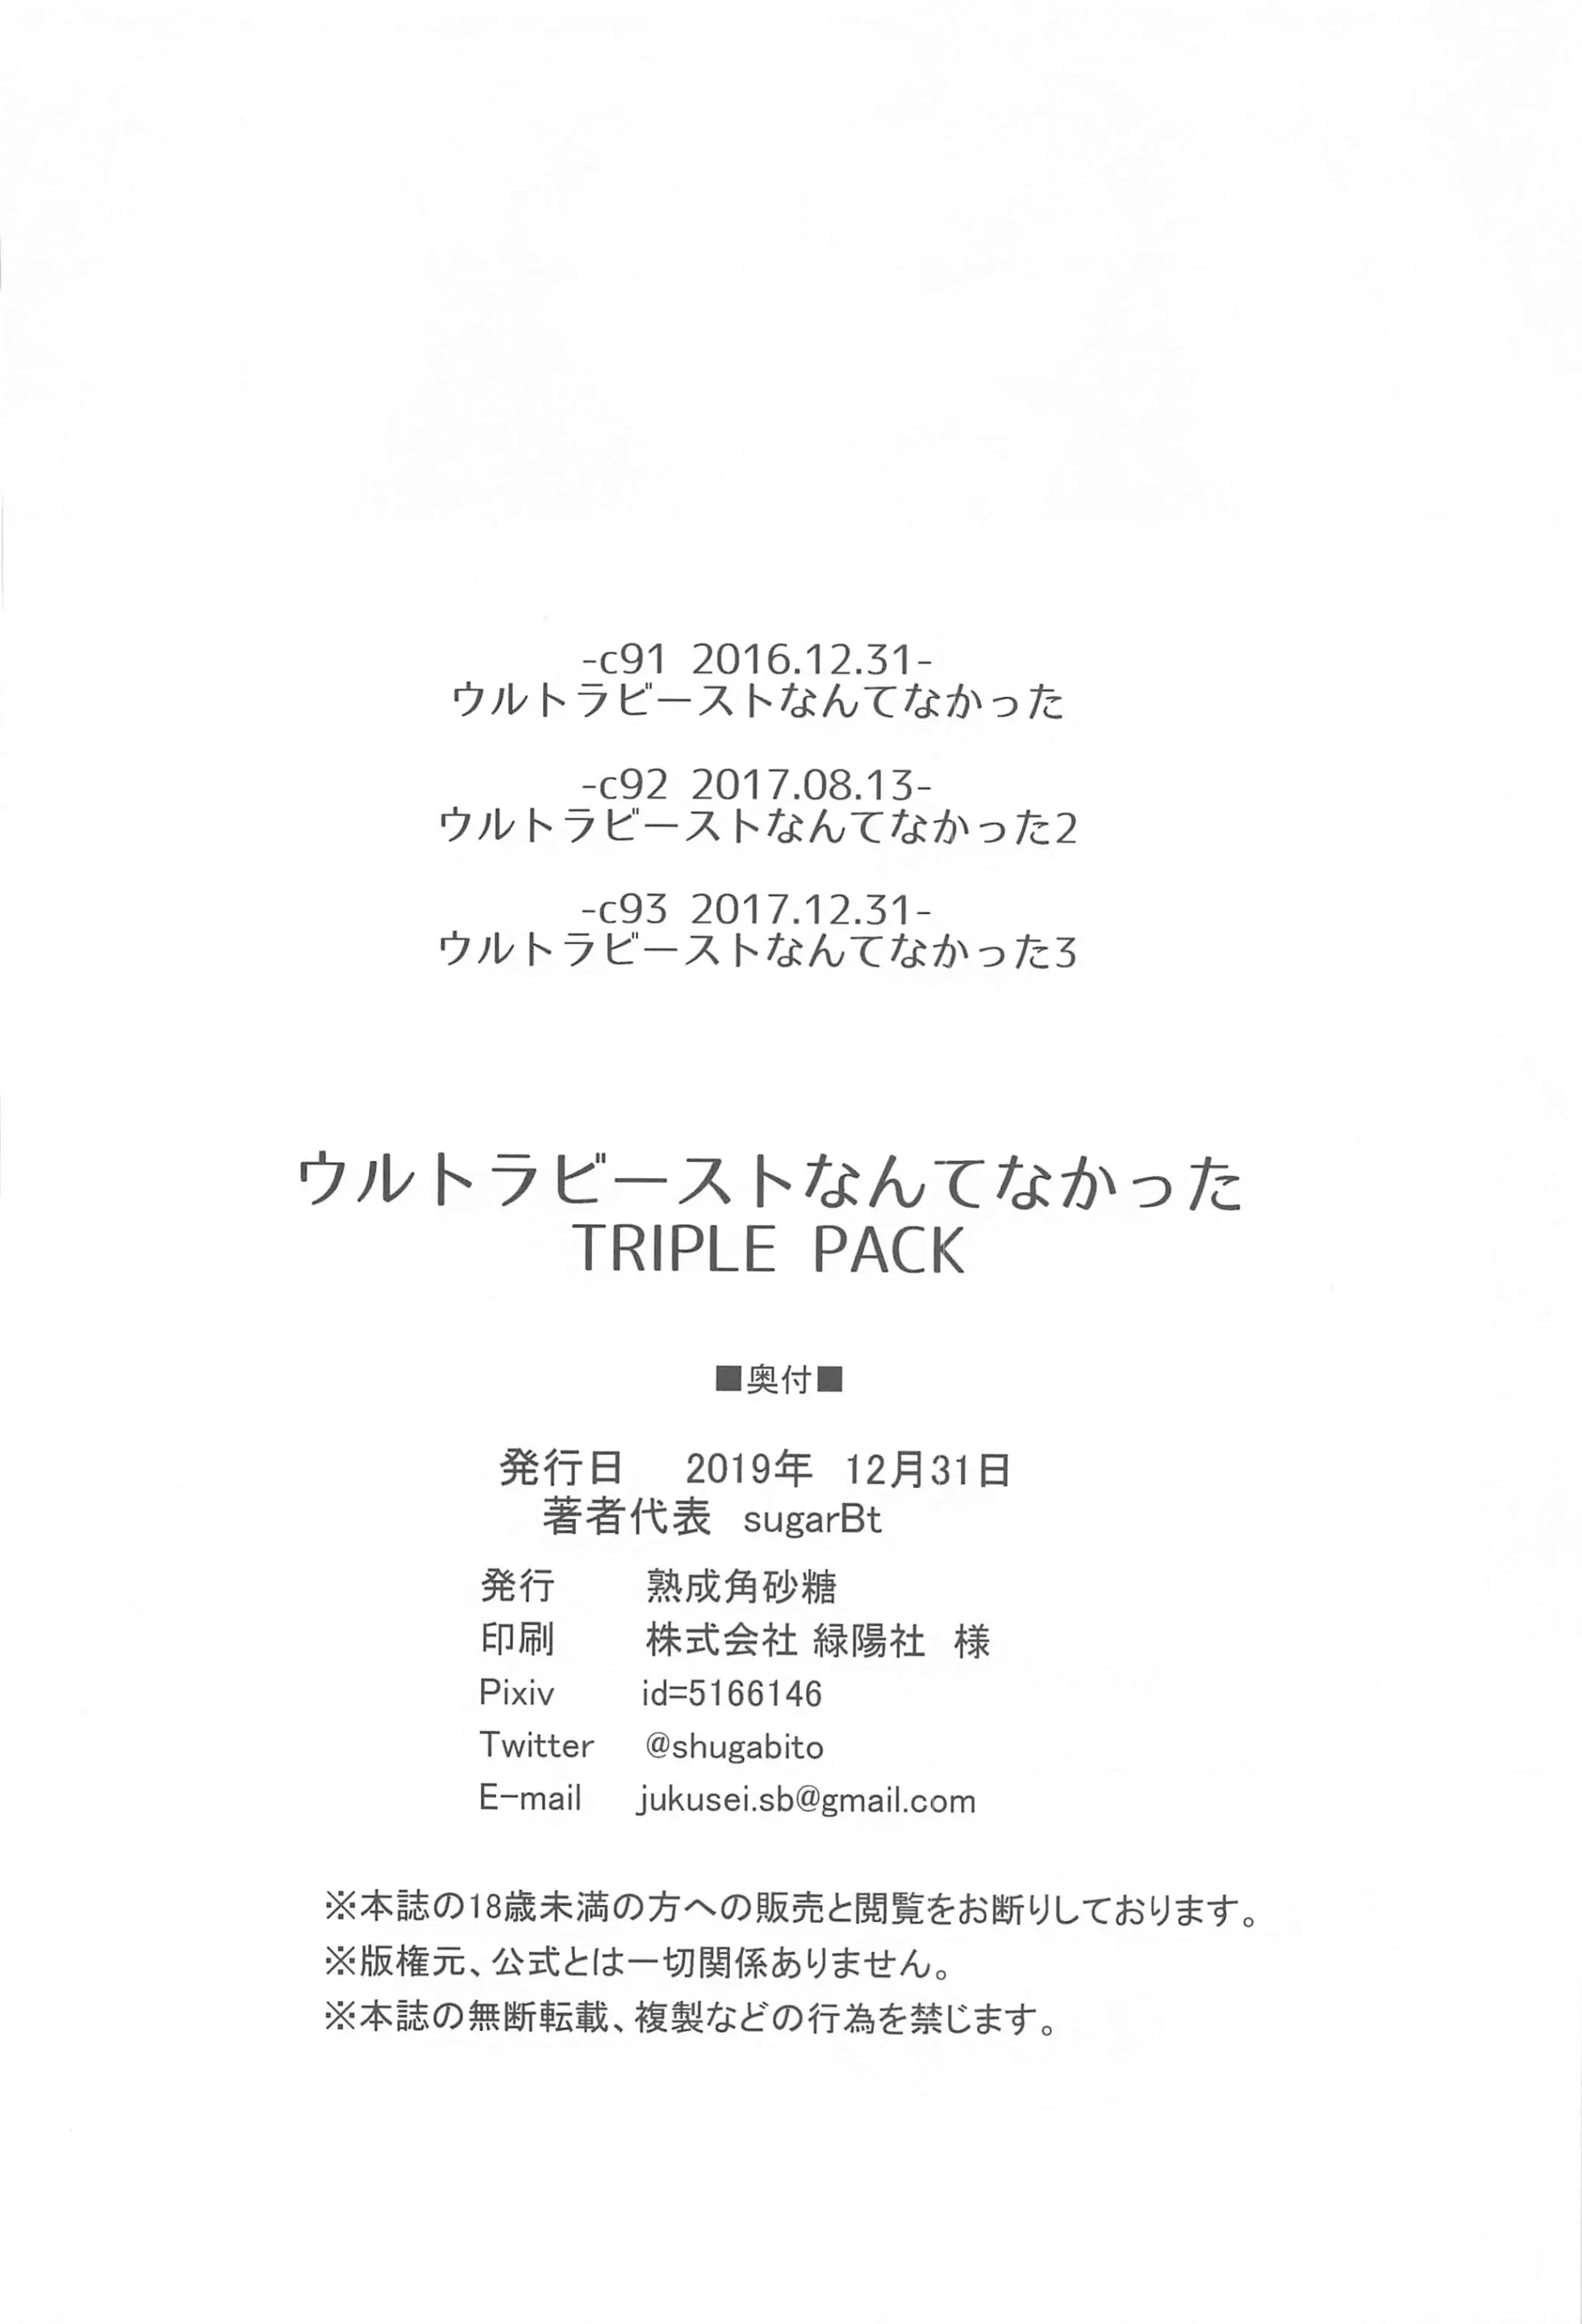 -c91 2016.12.31-
ウルトラビーストなんてなかった
-c92 2017.08.13-
ウルトラビーストなんてなかった2
-c93 2017.12.31-
ウルトラビーストなんてなかった3
ウルトラビーストなんてなかった
TRIPLE PACK
■奥付■
発行日 2019年 12月31日
著者代表 sugarBt
発行 熟成角砂糖
印刷 株式会社 緑陽社 様
Pixiv id=5166146
Twitter @shugabito
E-mail jukusei.sb@gmail.com
※本誌の18歳未満の方への販売と閲覧をお断りしております。
※版権元、公式とは一切関係ありません。
※本誌の無断転載、複製などの行為を禁じます。